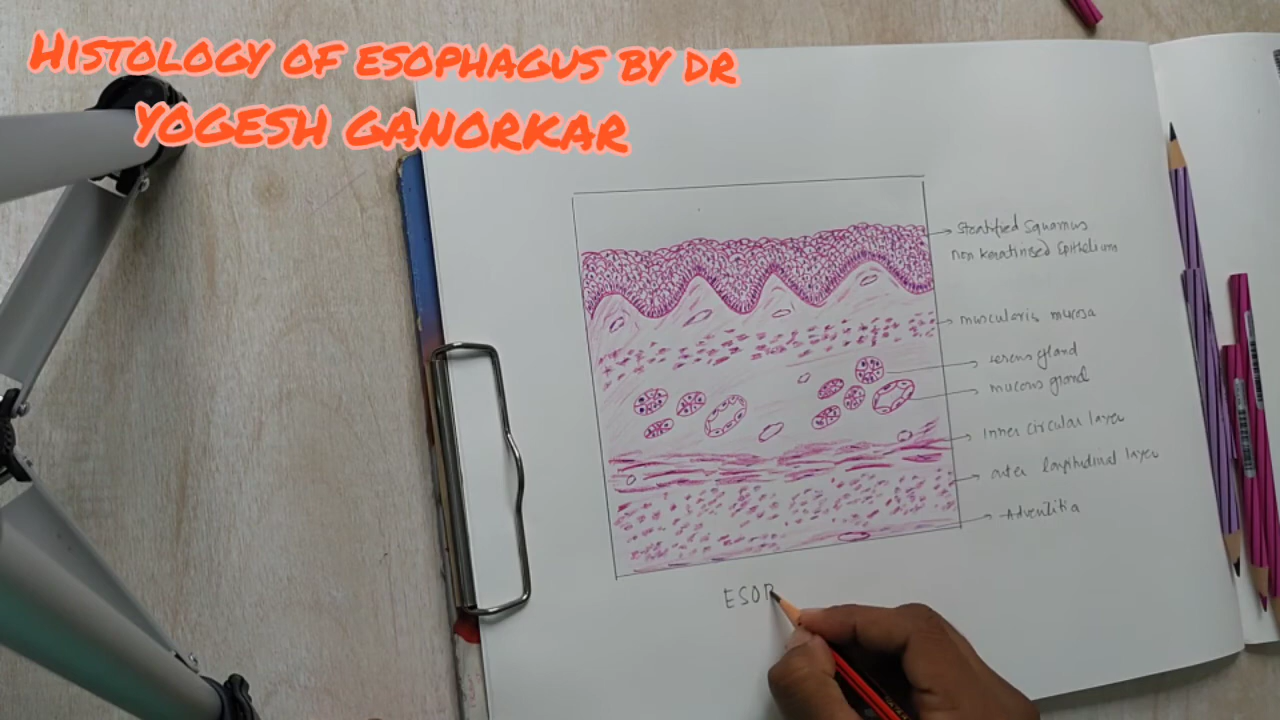 HISTOLOGY OF ESOPHAGUS BY DR
YOGESH GANORKAR
Stratified Squamus
non keratinised Epithelium
muscularis mucosa
serous gland
mucous gland
Inner circular layer
outer longitudinal layer
Adventitia
ESOP